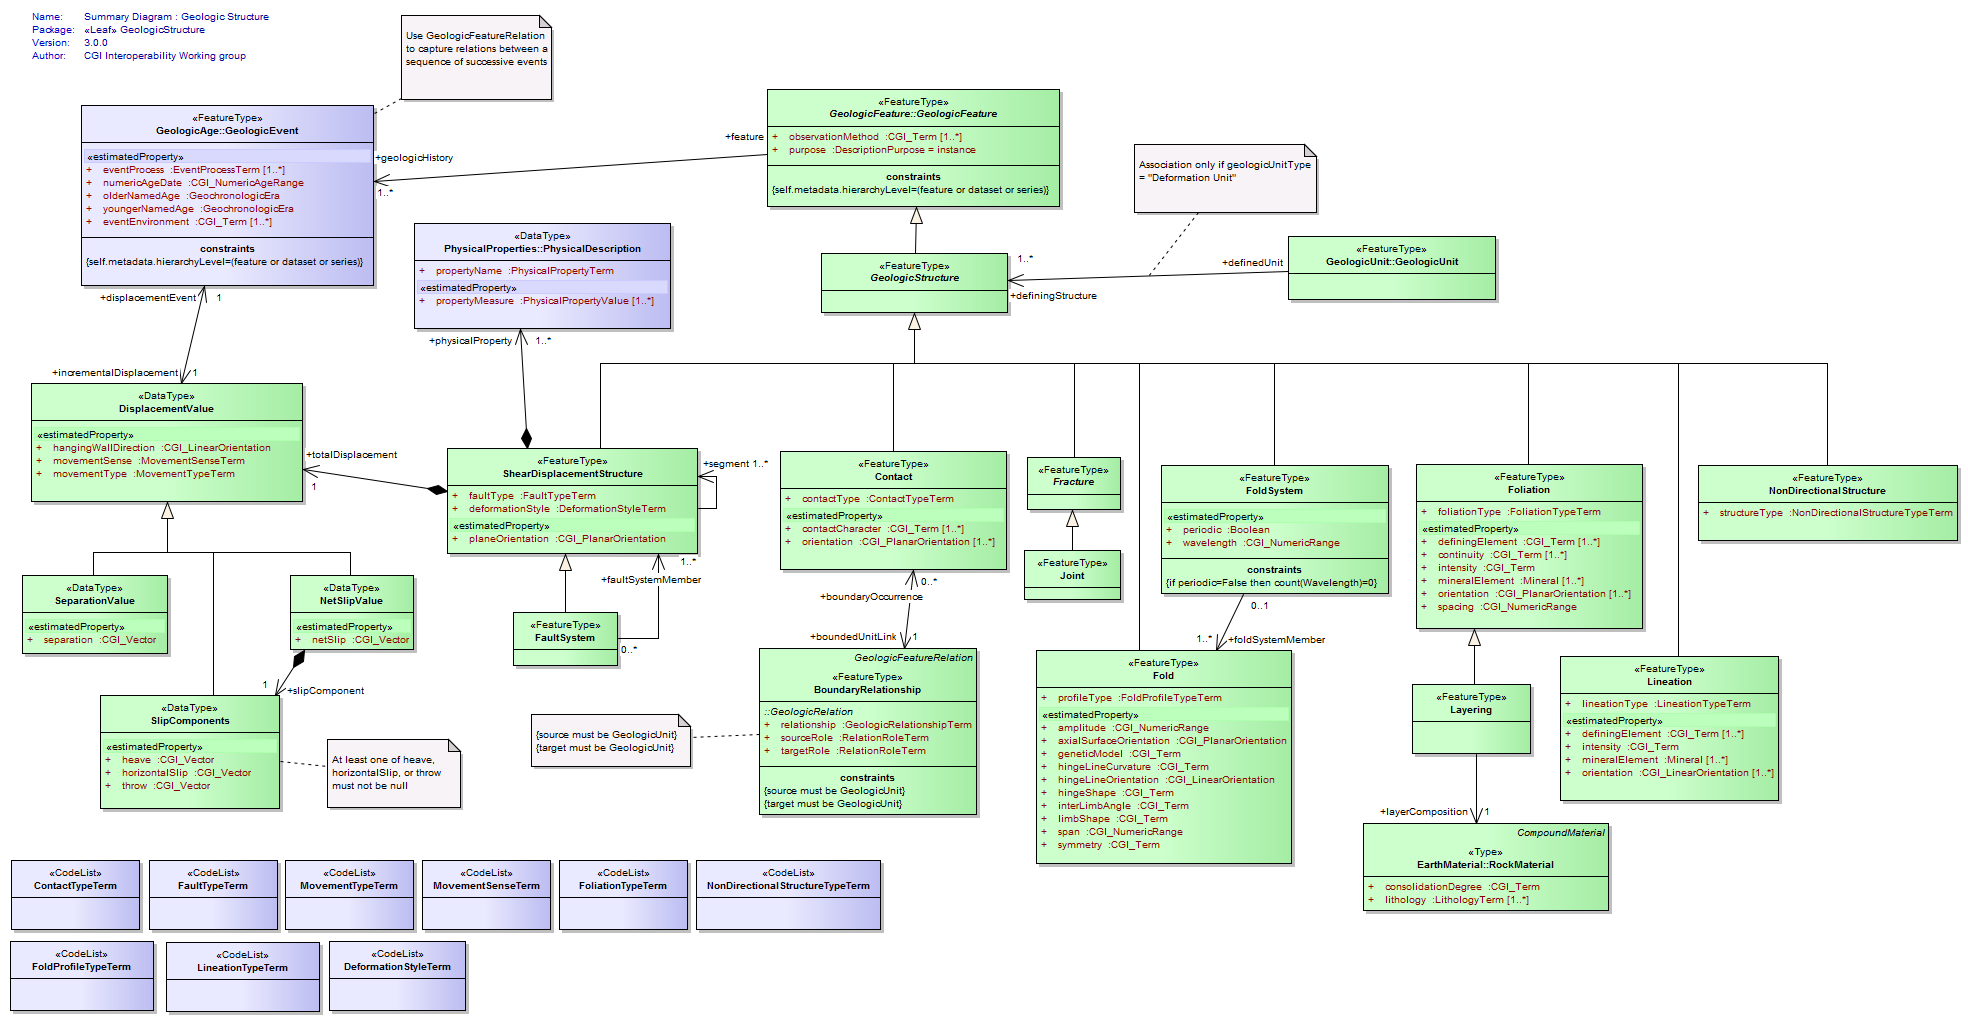 Name: Summary Diagram : Geologic Structure
Package: «Leaf» GeologicStructure
Version: 3.0.0
Author: CGI Interoperability Working group
Use GeologicFeatureRelation
to capture relations between a
sequence of successive events
«FeatureType»
GeologicAge::GeologicEvent
«estimatedProperty»
+ eventProcess :EventProcessTerm [1..*]
+ numericAgeDate :CGI_NumericAgeRange
+ olderNamedAge :GeochronologicEra
+ youngerNamedAge :GeochronologicEra
+ eventEnvironment :CGI_Term [1..*]
constraints
{self.metadata.hierarchyLevel=(feature or dataset or series)}
+geologicHistory
1..*
+feature
«FeatureType»
GeologicFeature::GeologicFeature
+ observationMethod :CGI_Term [1..*]
+ purpose :DescriptionPurpose = instance
constraints
{self.metadata.hierarchyLevel=(feature or dataset or series)}
Association only if geologicUnitType
= "Deformation Unit"
«DataType»
PhysicalProperties::PhysicalDescription
+ propertyName :PhysicalPropertyTerm
«estimatedProperty»
+ propertyMeasure :PhysicalPropertyValue [1..*]
+physicalProperty
1..*
«FeatureType»
GeologicStructure
1..*
+definingStructure
+definedUnit
«FeatureType»
GeologicUnit::GeologicUnit
+displacementEvent
1
+incrementalDisplacement
1
«DataType»
DisplacementValue
«estimatedProperty»
+ hangingWallDirection :CGI_LinearOrientation
+ movementSense :MovementSenseTerm
+ movementType :MovementTypeTerm
+totalDisplacement
1
«FeatureType»
ShearDisplacementStructure
+ faultType :FaultTypeTerm
+ deformationStyle :DeformationStyleTerm
«estimatedProperty»
+ planeOrientation :CGI_PlanarOrientation
+segment 1..*
1..*
+faultSystemMember
«FeatureType»
FaultSystem
0..*
«FeatureType»
Contact
+ contactType :ContactTypeTerm
«estimatedProperty»
+ contactCharacter :CGI_Term [1..*]
+ orientation :CGI_PlanarOrientation [1..*]
0..*
+boundaryOccurrence
+boundedUnitLink
1
«FeatureType»
Fracture
«FeatureType»
Joint
«FeatureType»
FoldSystem
«estimatedProperty»
+ periodic :Boolean
+ wavelength :CGI_NumericRange
constraints
{if periodic=False then count(Wavelength)=0}
0..1
1..*
+foldSystemMember
«FeatureType»
Foliation
+ foliationType :FoliationTypeTerm
«estimatedProperty»
+ definingElement :CGI_Term [1..*]
+ continuity :CGI_Term [1..*]
+ intensity :CGI_Term
+ mineralElement :Mineral [1..*]
+ orientation :CGI_PlanarOrientation [1..*]
+ spacing :CGI_NumericRange
«FeatureType»
NonDirectionalStructure
+ structureType :NonDirectionalStructureTypeTerm
«DataType»
SeparationValue
«estimatedProperty»
+ separation :CGI_Vector
«DataType»
NetSlipValue
«estimatedProperty»
+ netSlip :CGI_Vector
1
+slipComponent
«DataType»
SlipComponents
«estimatedProperty»
+ heave :CGI_Vector
+ horizontalSlip :CGI_Vector
+ throw :CGI_Vector
At least one of heave,
horizontalSlip, or throw
must not be null
{source must be GeologicUnit}
{target must be GeologicUnit}
GeologicFeatureRelation
«FeatureType»
BoundaryRelationship
::GeologicRelation
+ relationship :GeologicRelationshipTerm
+ sourceRole :RelationRoleTerm
+ targetRole :RelationRoleTerm
constraints
{source must be GeologicUnit}
{target must be GeologicUnit}
«FeatureType»
Fold
+ profileType :FoldProfileTypeTerm
«estimatedProperty»
+ amplitude :CGI_NumericRange
+ axialSurfaceOrientation :CGI_PlanarOrientation
+ geneticModel :CGI_Term
+ hingeLineCurvature :CGI_Term
+ hingeLineOrientation :CGI_LinearOrientation
+ hingeShape :CGI_Term
+ interLimbAngle :CGI_Term
+ limbShape :CGI_Term
+ span :CGI_NumericRange
+ symmetry :CGI_Term
«FeatureType»
Layering
+layerComposition
1
«FeatureType»
Lineation
+ lineationType :LineationTypeTerm
«estimatedProperty»
+ definingElement :CGI_Term [1..*]
+ intensity :CGI_Term
+ mineralElement :Mineral [1..*]
+ orientation :CGI_LinearOrientation [1..*]
CompoundMaterial
«Type»
EarthMaterial::RockMaterial
+ consolidationDegree :CGI_Term
+ lithology :LithologyTerm [1..*]
«CodeList»
ContactTypeTerm
«CodeList»
FaultTypeTerm
«CodeList»
MovementTypeTerm
«CodeList»
MovementSenseTerm
«CodeList»
FoliationTypeTerm
«CodeList»
NonDirectionalStructureTypeTerm
«CodeList»
FoldProfileTypeTerm
«CodeList»
LineationTypeTerm
«CodeList»
DeformationStyleTerm